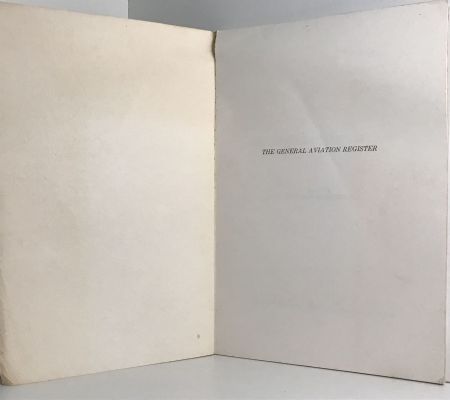 THE GENERAL AVIATION REGISTER